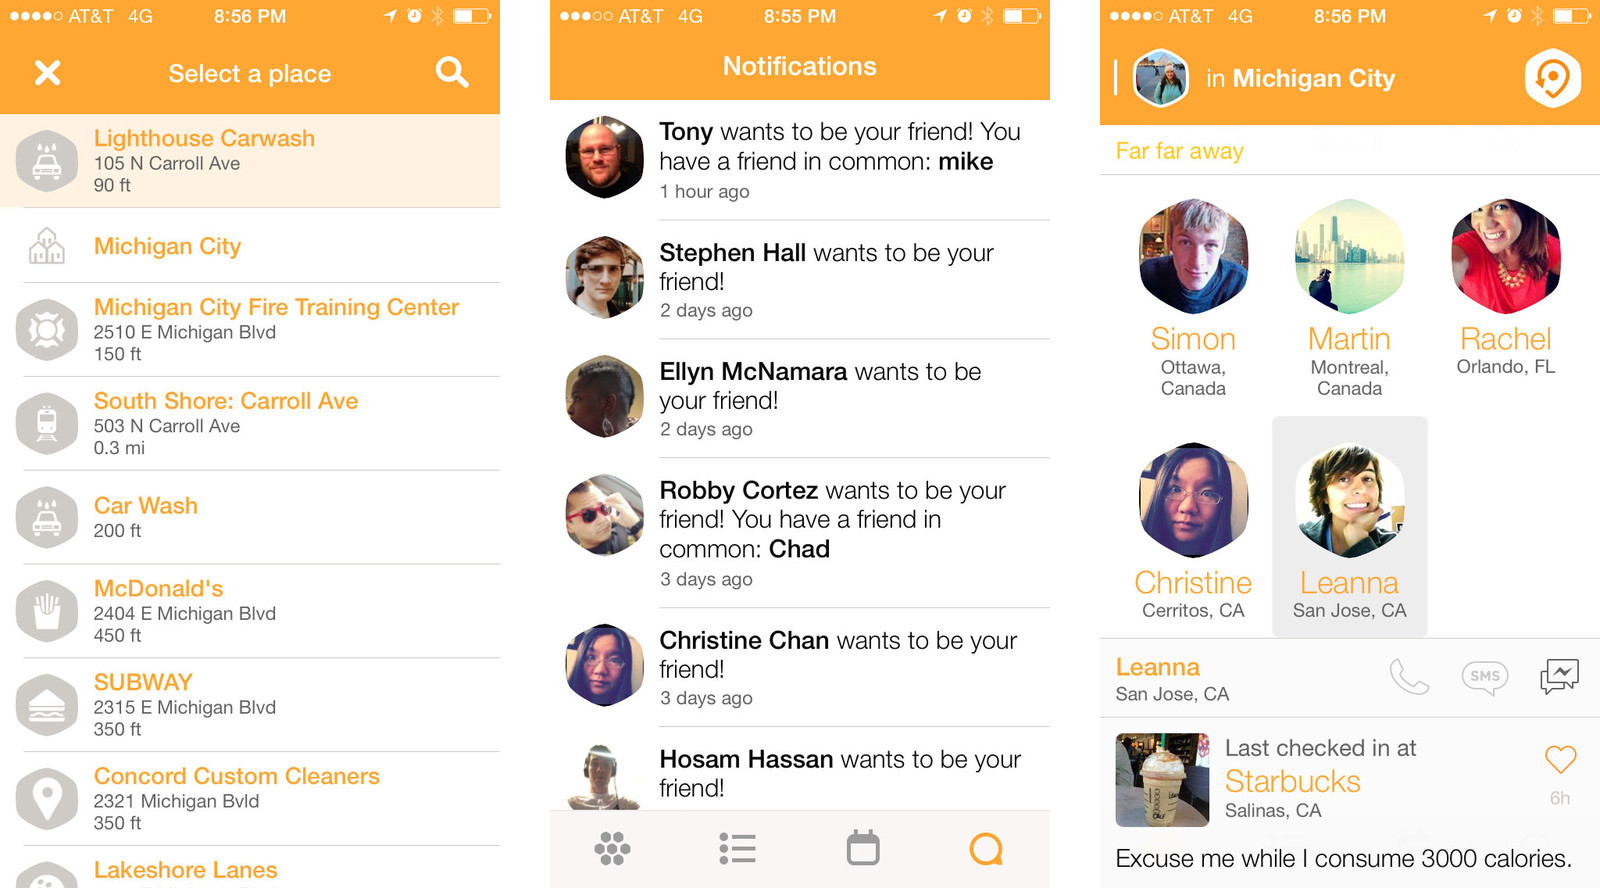 AT&T 4G 8:56 PM
Select a place
Lighthouse Carwash
105 N Carroll Ave
90 ft
Michigan City
Michigan City Fire Training Center
2510 E Michigan Blvd
150 ft
South Shore: Carroll Ave
503 N Carroll Ave
0.3 mi
Car Wash
200 ft
McDonald's
2404 E Michigan Blvd
450 ft
SUBWAY
2315 E Michigan Blvd
350 ft
Concord Custom Cleaners
2321 Michigan Bvld
350 ft
Lakeshore Lanes
AT&T 4G 8:55 PM
Notifications
Tony wants to be your friend! You
have a friend in common: mike
1 hour ago
Stephen Hall wants to be your
friend!
2 days ago
Ellyn McNamara wants to be
your friend!
2 days ago
Robby Cortez wants to be your
friend! You have a friend in
common: Chad
3 days ago
Christine Chan wants to be your
friend!
3 days ago
Hosam Hassan wants to be your
friend!
AT&T 4G 8:56 PM
in Michigan City
Far far away
Simon
Ottawa,
Canada
Martin
Montreal,
Canada
Rachel
Orlando, FL
Christine
Cerritos, CA
Leanna
San Jose, CA
Leanna
San Jose, CA
SMS
Last checked in at
Starbucks
Salinas, CA
6h
Excuse me while I consume 3000 calories.